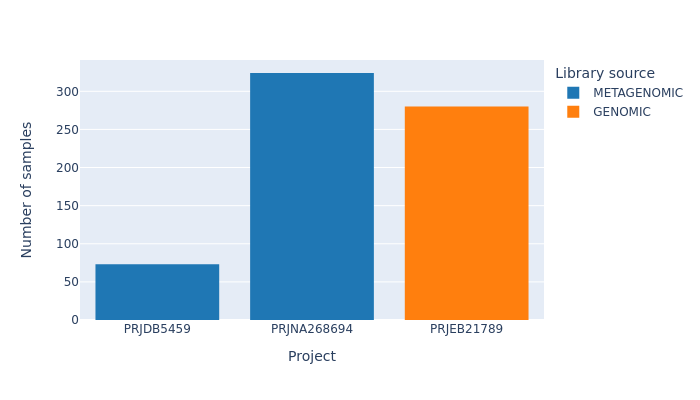 Library source
METAGENOMIC
GENOMIC
Number of samples
300
250
200
150
100
50
0
PRJDB5459 PRJNA268694 PRJEB21789
Project